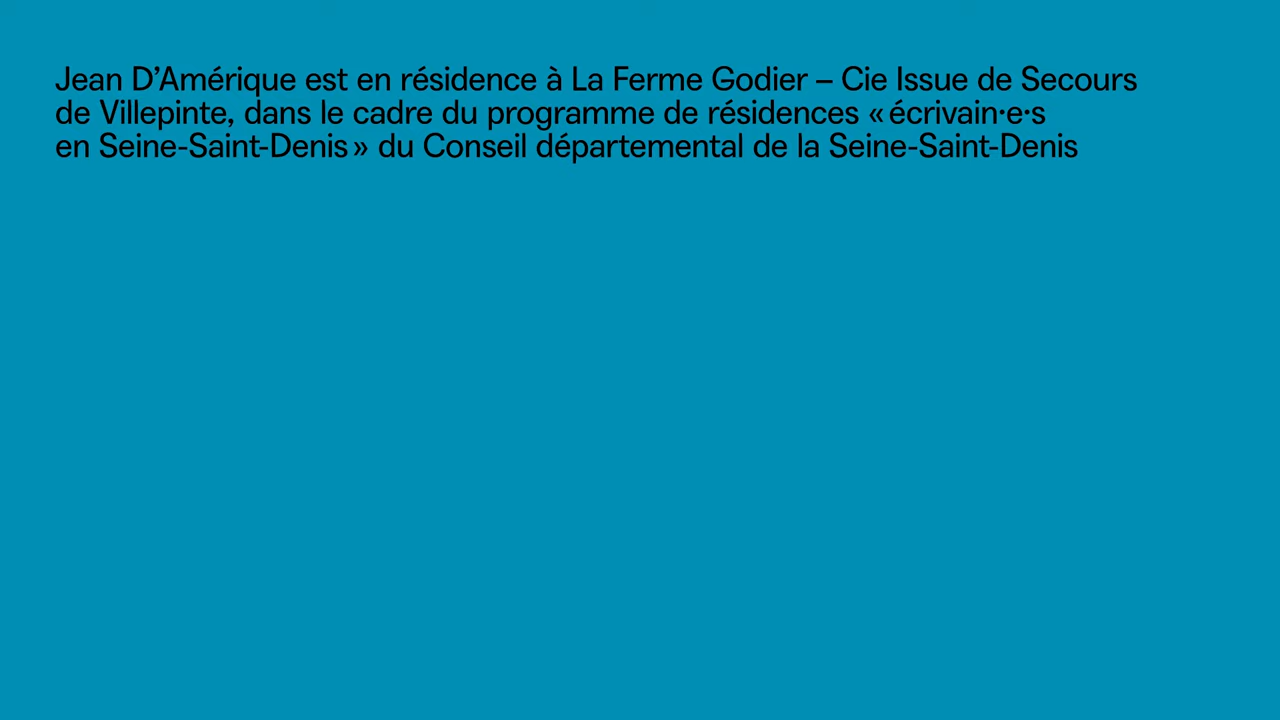 Jean D’Amérique est en résidence à La Ferme Godier – Cie Issue de Secours
de Villepinte, dans le cadre du programme de résidences « écrivain·e·s
en Seine-Saint-Denis » du Conseil départemental de la Seine-Saint-Denis